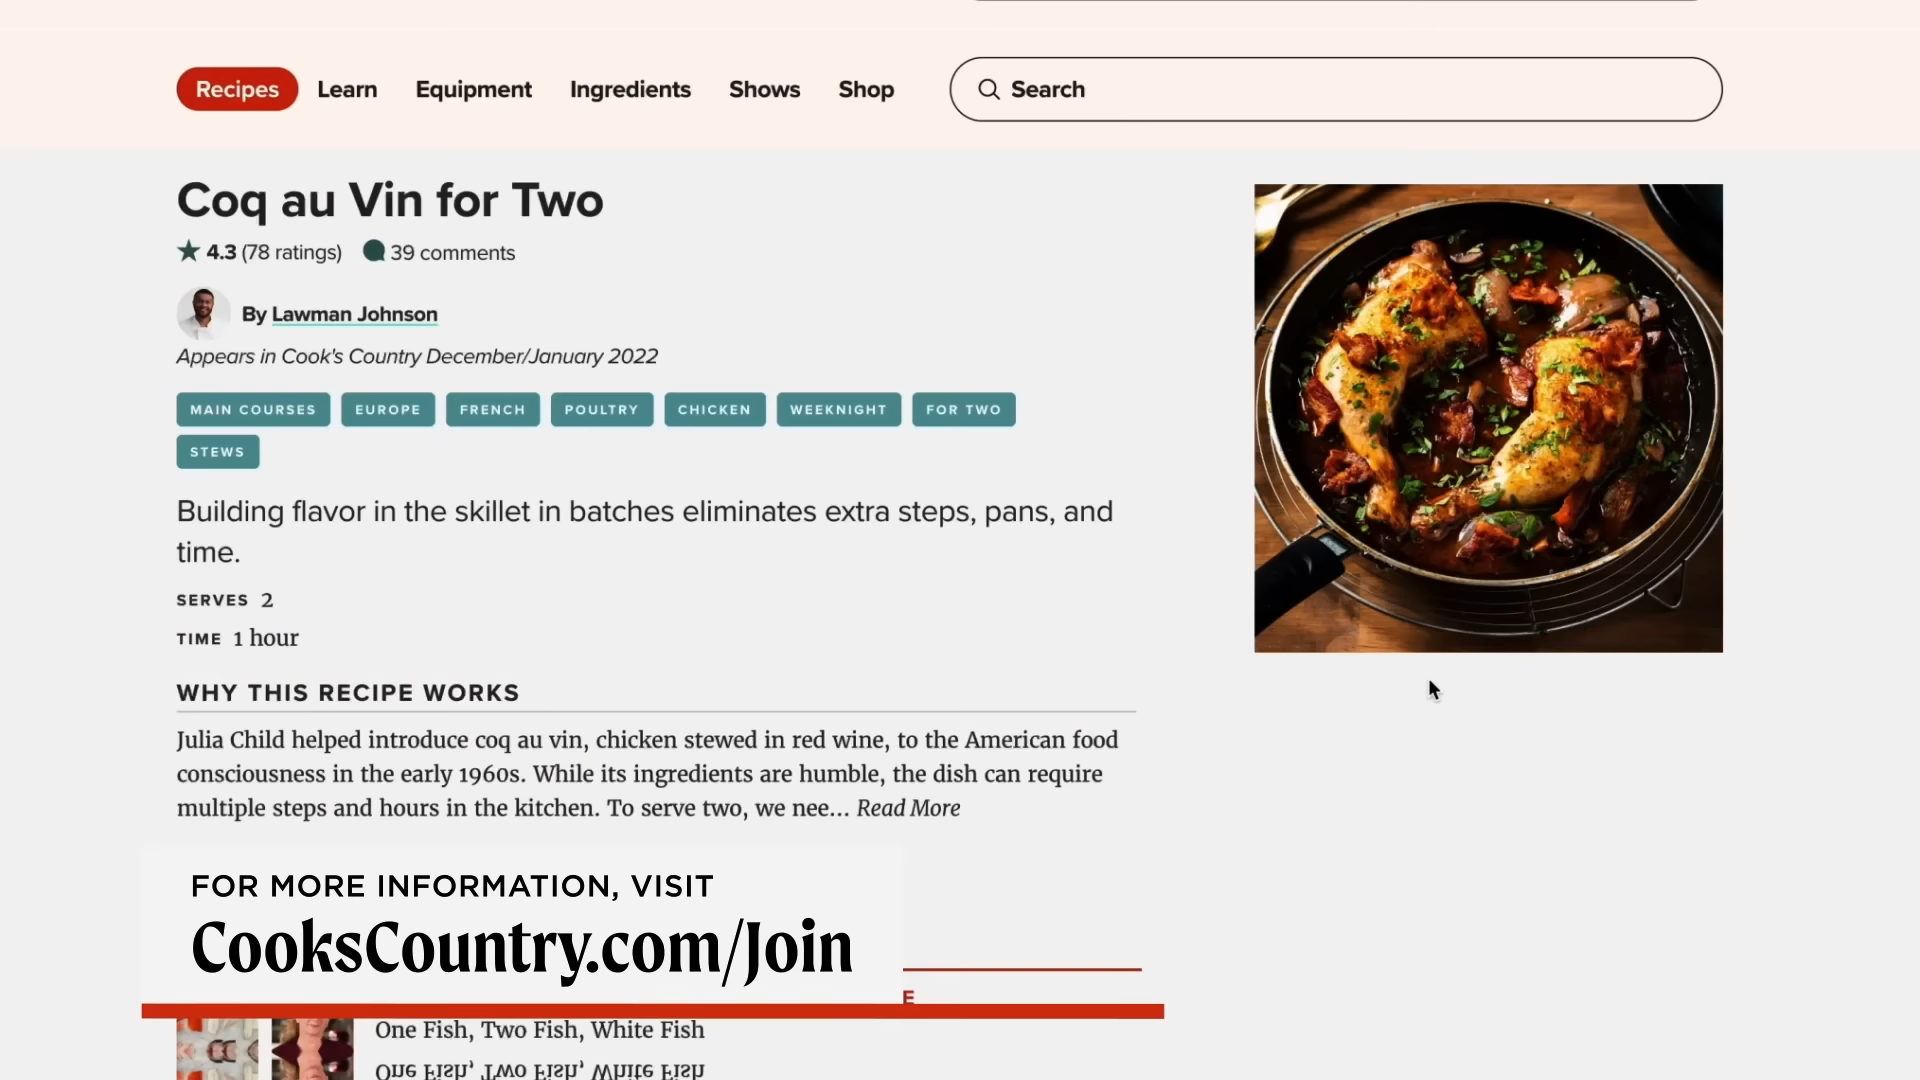 Recipes Learn Equipment Ingredients Shows Shop Search
Coq au Vin for Two
4.3 (78 ratings) 39 comments
By Lawman Johnson
Appears in Cook's Country December/January 2022
MAIN COURSES EUROPE FRENCH POULTRY CHICKEN WEEKNIGHT FOR TWO
STEWS
Building flavor in the skillet in batches eliminates extra steps, pans, and
time.
SERVES 2
TIME 1 hour
WHY THIS RECIPE WORKS
Julia Child helped introduce coq au vin, chicken stewed in red wine, to the American food
consciousness in the early 1960s. While its ingredients are humble, the dish can require
multiple steps and hours in the kitchen. To serve two, we nee... Read More
FOR MORE INFORMATION, VISIT
CooksCountry.com/Join
E
One Fish, Two Fish, White Fish
One Fish, Two Fish, White Fish